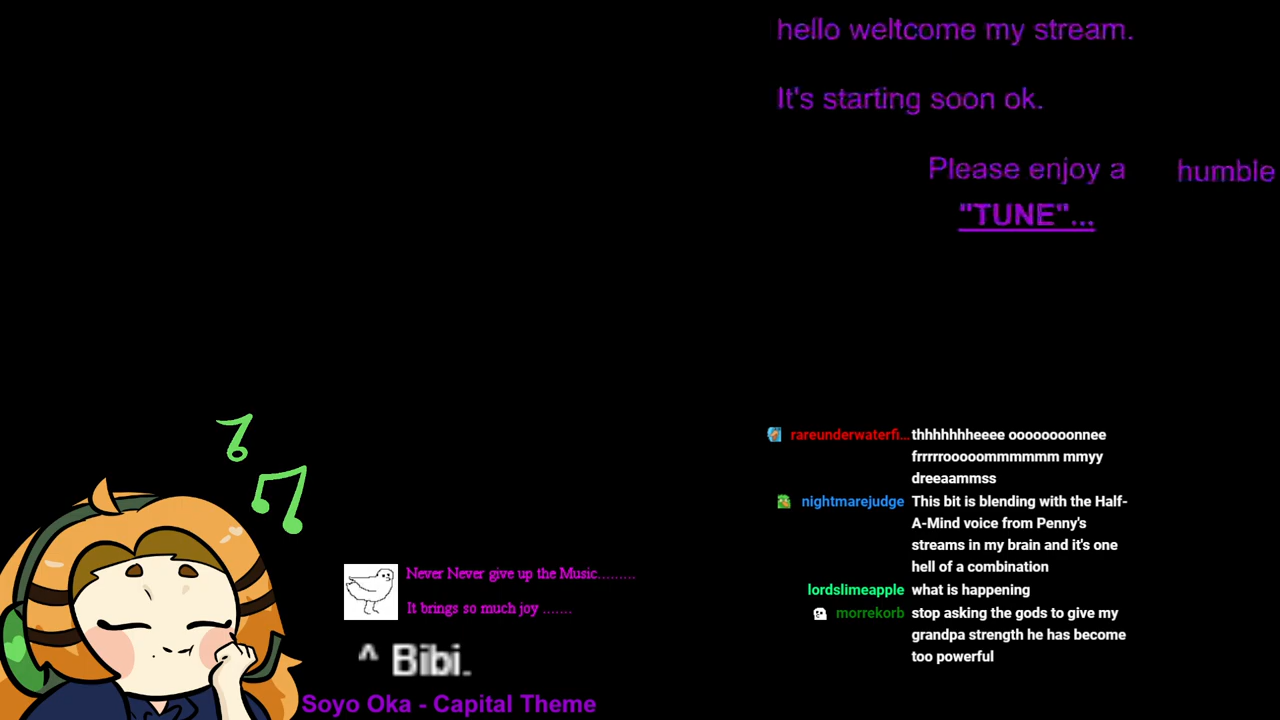 hello weltcome my stream.
It's starting soon ok.
Please enjoy a humble
"TUNE"...
rareunderwaterfi... thhhhhhheeee oooooooonnee
frrrrrooooommmmmm mmyy
dreeaammss
nightmarejudge This bit is blending with the Half-
A-Mind voice from Penny's
streams in my brain and it's one
hell of a combination
lordslimeapple what is happening
morrekorb stop asking the gods to give my
grandpa strength he has become
too powerful
Never Never give up the Music.........
It brings so much joy .......
^ Bibi.
Soyo Oka - Capital Theme